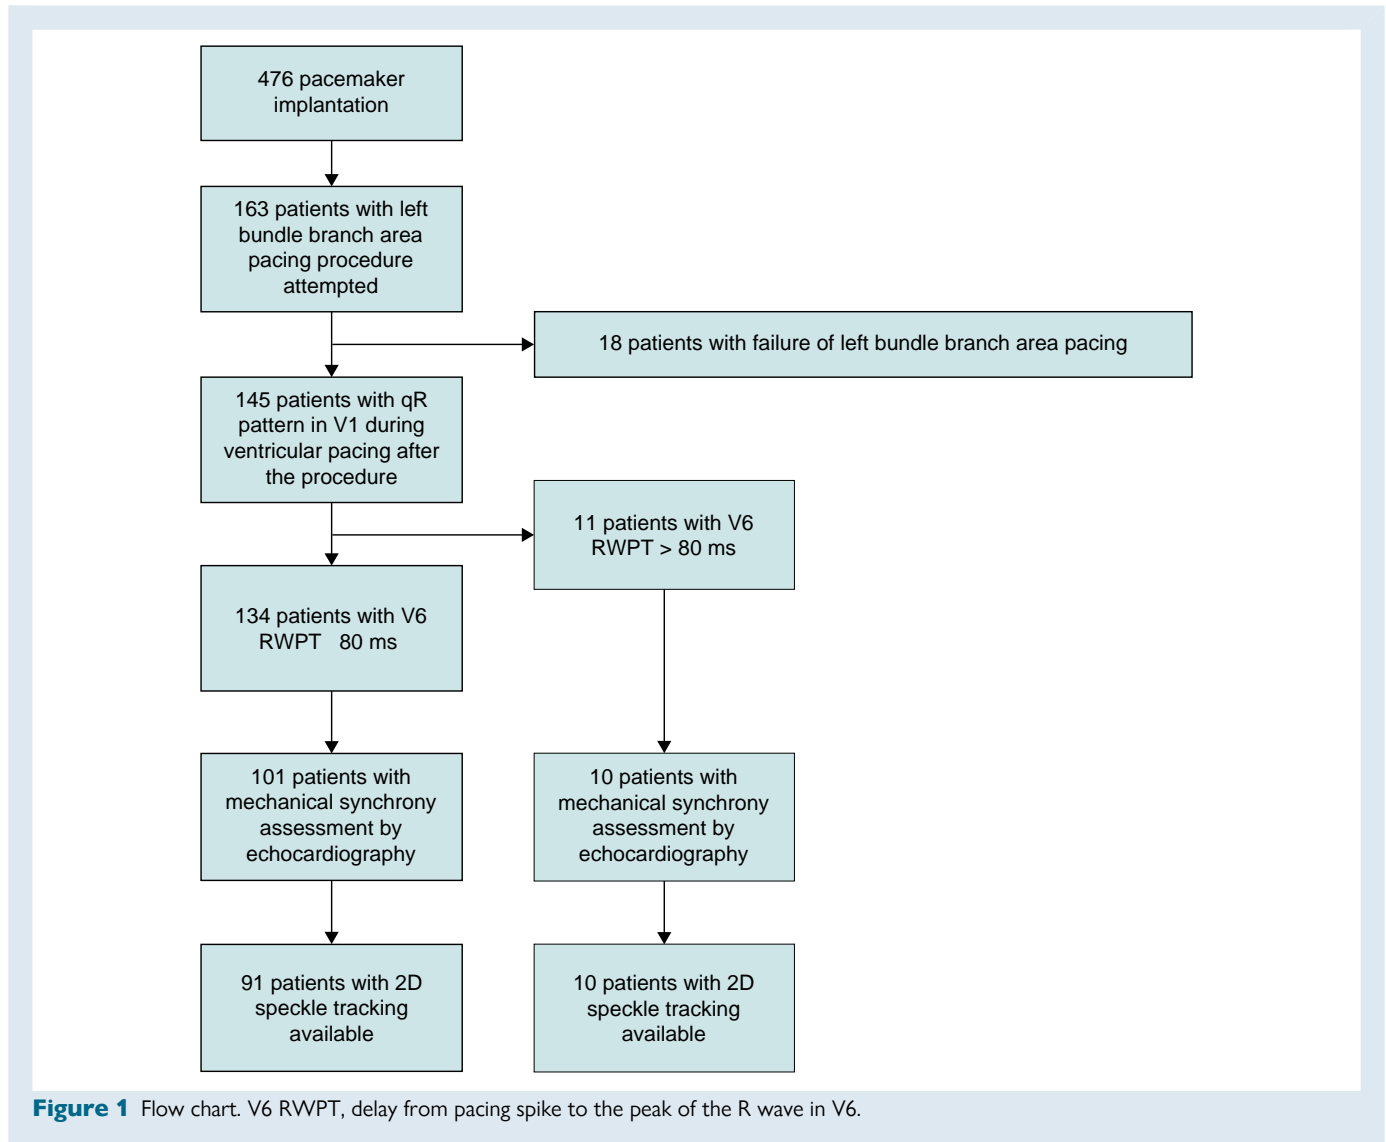 476 pacemaker
implantation
163 patients with left
bundle branch area
pacing procedure
attempted
18 patients with failure of left bundle branch area pacing
145 patients with qR
pattern in V1 during
ventricular pacing after
the procedure
11 patients with V6
RWPT > 80 ms
134 patients with V6
RWPT 80 ms
101 patients with
mechanical synchrony
assessment by
echocardiography
10 patients with
mechanical synchrony
assessment by
echocardiography
91 patients with 2D
speckle tracking
available
10 patients with 2D
speckle tracking
available
Figure 1 Flow chart. V6 RWPT, delay from pacing spike to the peak of the R wave in V6.